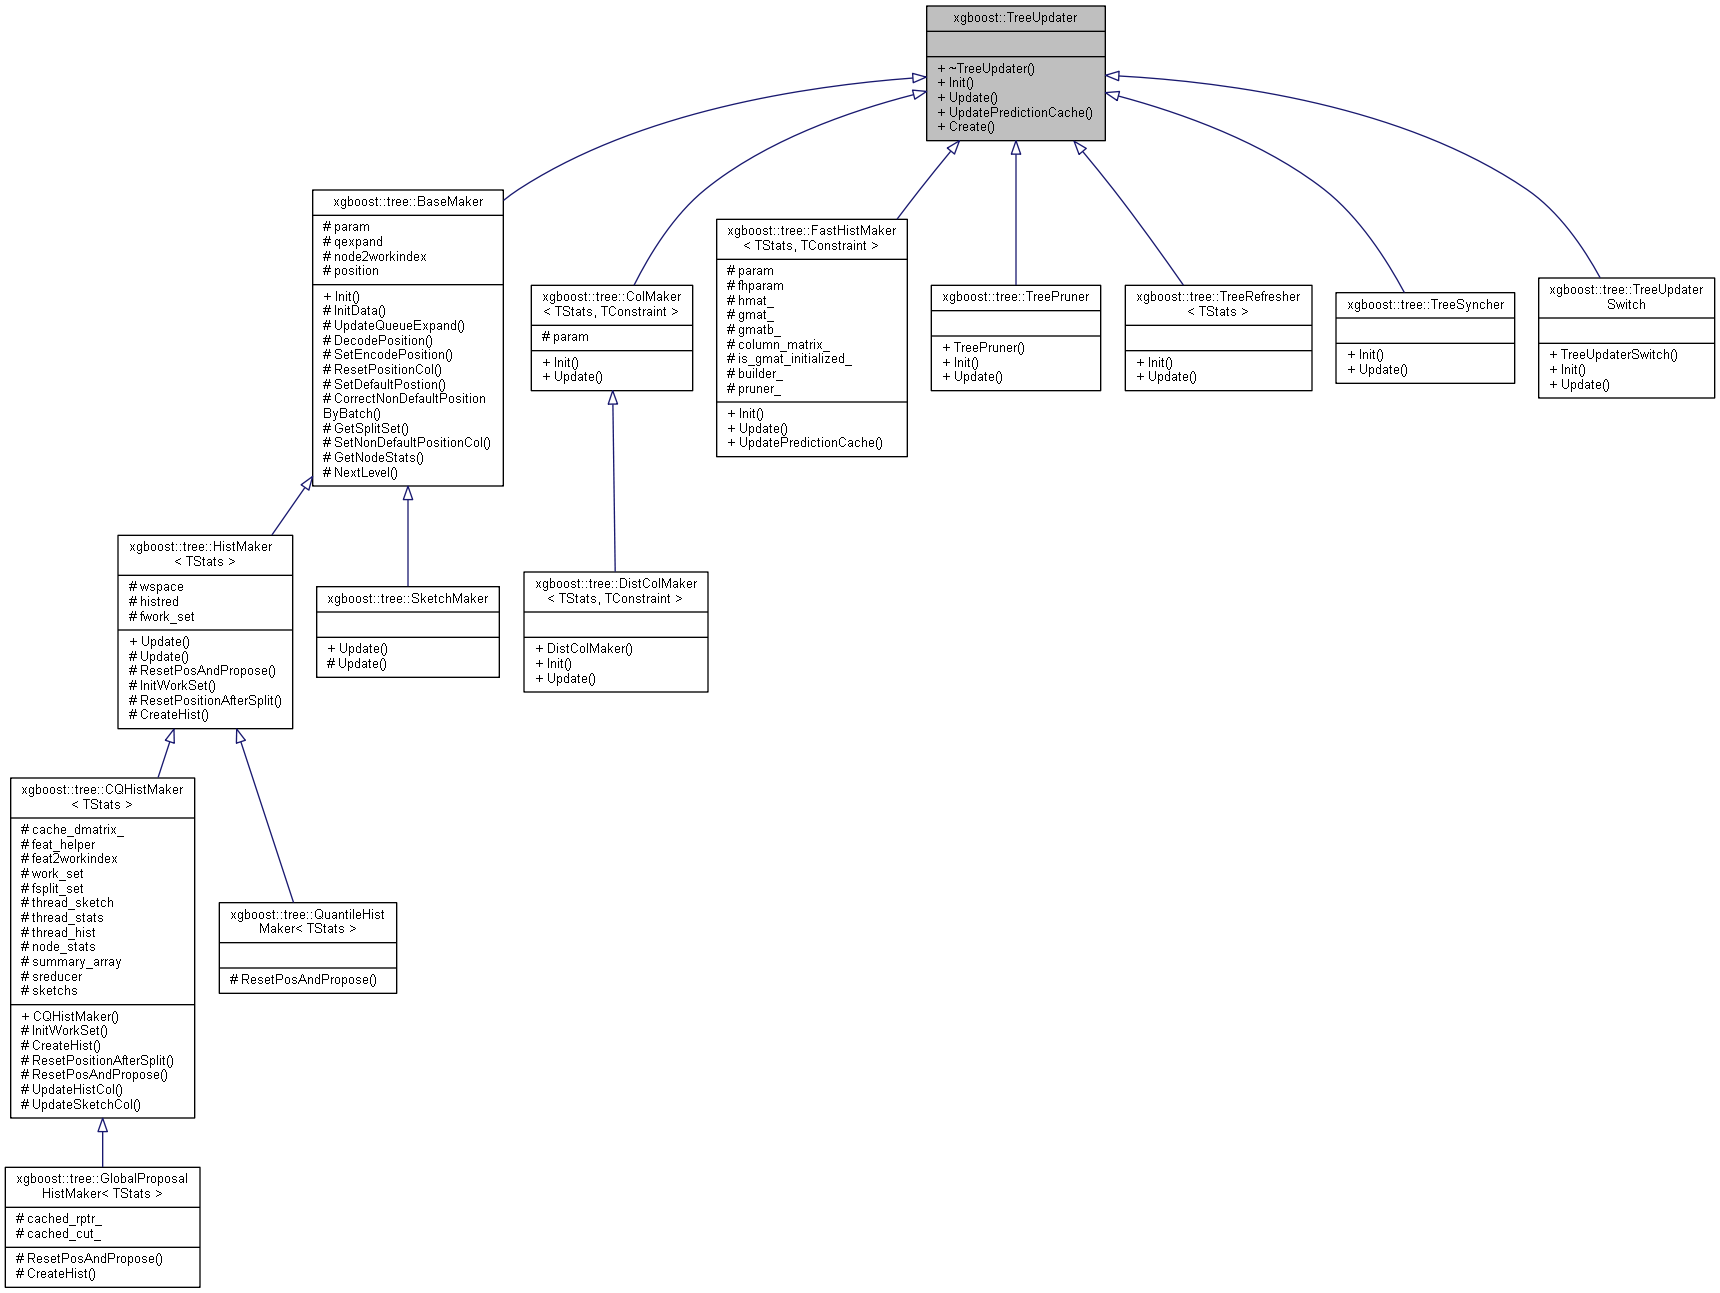 xgboost::TreeUpdater
+ ~TreeUpdater()
+ Init()
+ Update()
+ UpdatePredictionCache()
+ Create()
xgboost::tree::BaseMaker
# param
# qexpand
# node2workindex
# position
+ Init()
# InitData()
# UpdateQueueExpand()
# DecodePosition()
# SetEncodePosition()
# ResetPositionCol()
# SetDefaultPostion()
# CorrectNonDefaultPosition
ByBatch()
# GetSplitSet()
# SetNonDefaultPositionCol()
# GetNodeStats()
# NextLevel()
xgboost::tree::ColMaker
< TStats, TConstraint >
# param
+ Init()
+ Update()
xgboost::tree::FastHistMaker
< TStats, TConstraint >
# param
# fhparam
# hmat_
# gmat_
# gmatb_
# column_matrix_
# is_gmat_initialized_
# builder_
# pruner_
+ Init()
+ Update()
+ UpdatePredictionCache()
xgboost::tree::TreePruner
+ TreePruner()
+ Init()
+ Update()
xgboost::tree::TreeRefresher
< TStats >
+ Init()
+ Update()
xgboost::tree::TreeSyncher
+ Init()
+ Update()
xgboost::tree::TreeUpdater
Switch
+ TreeUpdaterSwitch()
+ Init()
+ Update()
xgboost::tree::HistMaker
< TStats >
# wspace
# histred
# fwork_set
+ Update()
# Update()
# ResetPosAndPropose()
# InitWorkSet()
# ResetPositionAfterSplit()
# CreateHist()
xgboost::tree::SketchMaker
+ Update()
# Update()
xgboost::tree::DistColMaker
< TStats, TConstraint >
+ DistColMaker()
+ Init()
+ Update()
xgboost::tree::CQHistMaker
< TStats >
# cache_dmatrix_
# feat_helper
# feat2workindex
# work_set
# fsplit_set
# thread_sketch
# thread_stats
# thread_hist
# node_stats
# summary_array
# sreducer
# sketchs
+ CQHistMaker()
# InitWorkSet()
# CreateHist()
# ResetPositionAfterSplit()
# ResetPosAndPropose()
# UpdateHistCol()
# UpdateSketchCol()
xgboost::tree::QuantileHist
Maker< TStats >
# ResetPosAndPropose()
xgboost::tree::GlobalProposal
HistMaker< TStats >
# cached_rptr_
# cached_cut_
# ResetPosAndPropose()
# CreateHist()